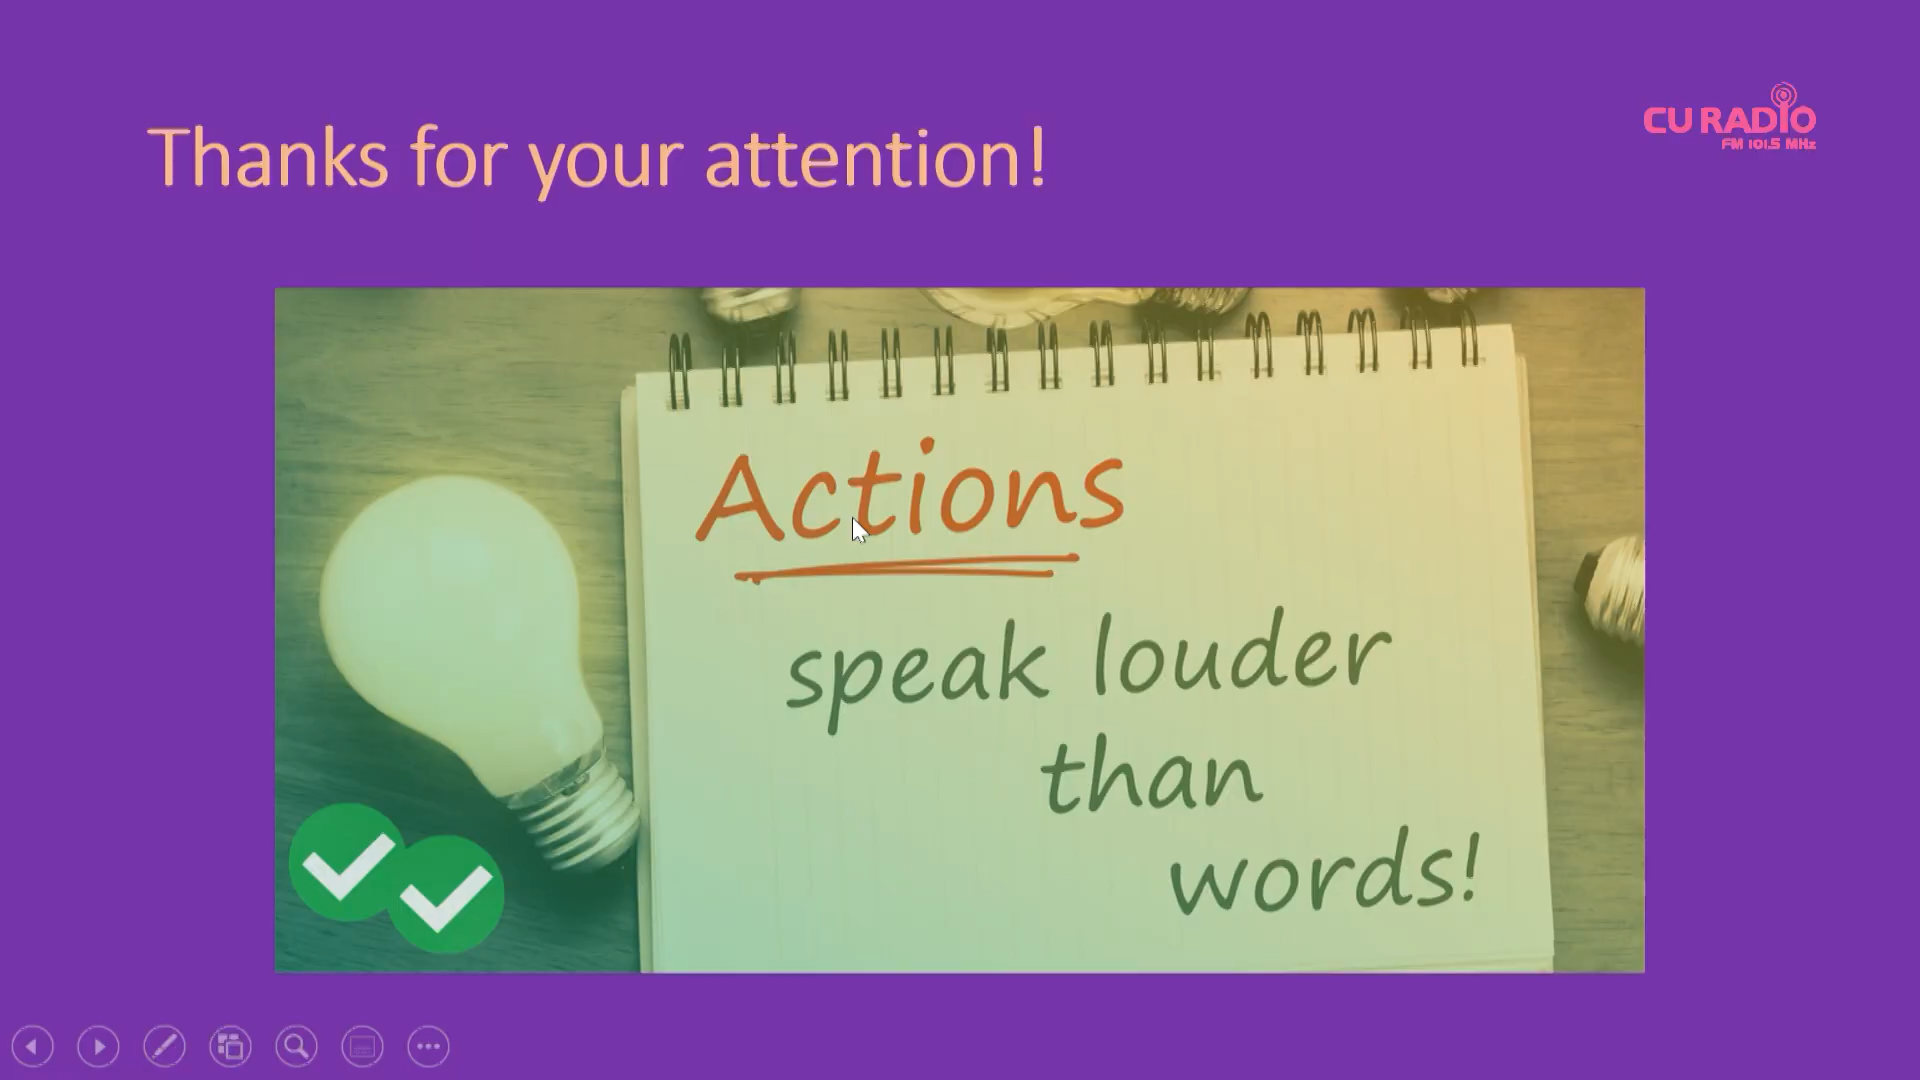 Thanks for your attention!
CU RADIO
FM 101.5 MHz
Actions
speak louder
than
words!